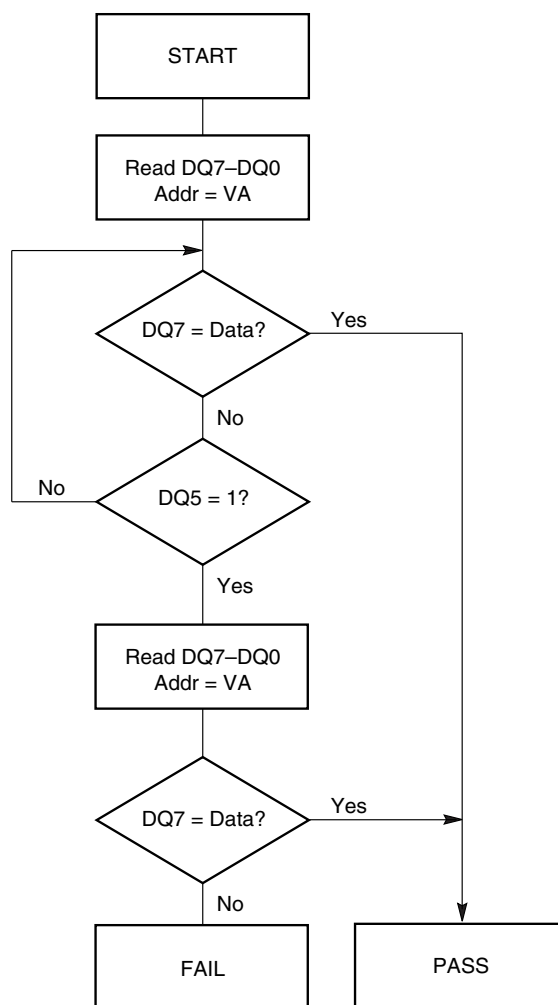 START
Read DQ7–DQ0
Addr = VA
DQ7 = Data?
Yes
No
No
DQ5 = 1?
Yes
Read DQ7–DQ0
Addr = VA
DQ7 = Data?
Yes
No
FAIL
PASS